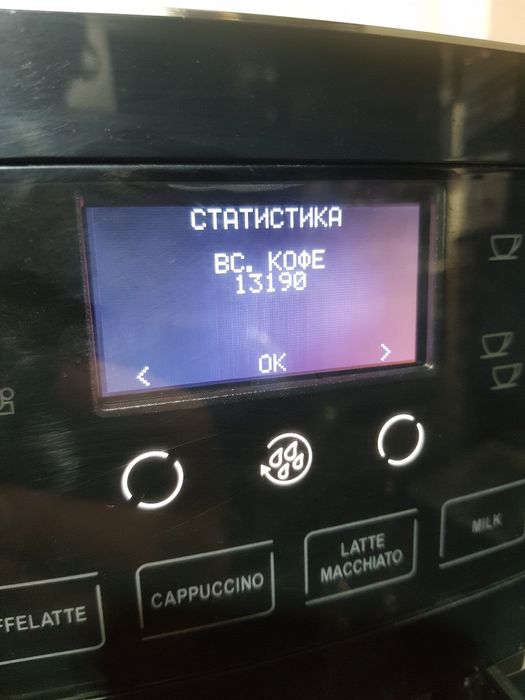 СТАТИСТИКА
ВС. КОФЕ
13190
< OK >
CAPPUCCINO
LATTE
MACCHIATO
MILK
FFELATTE